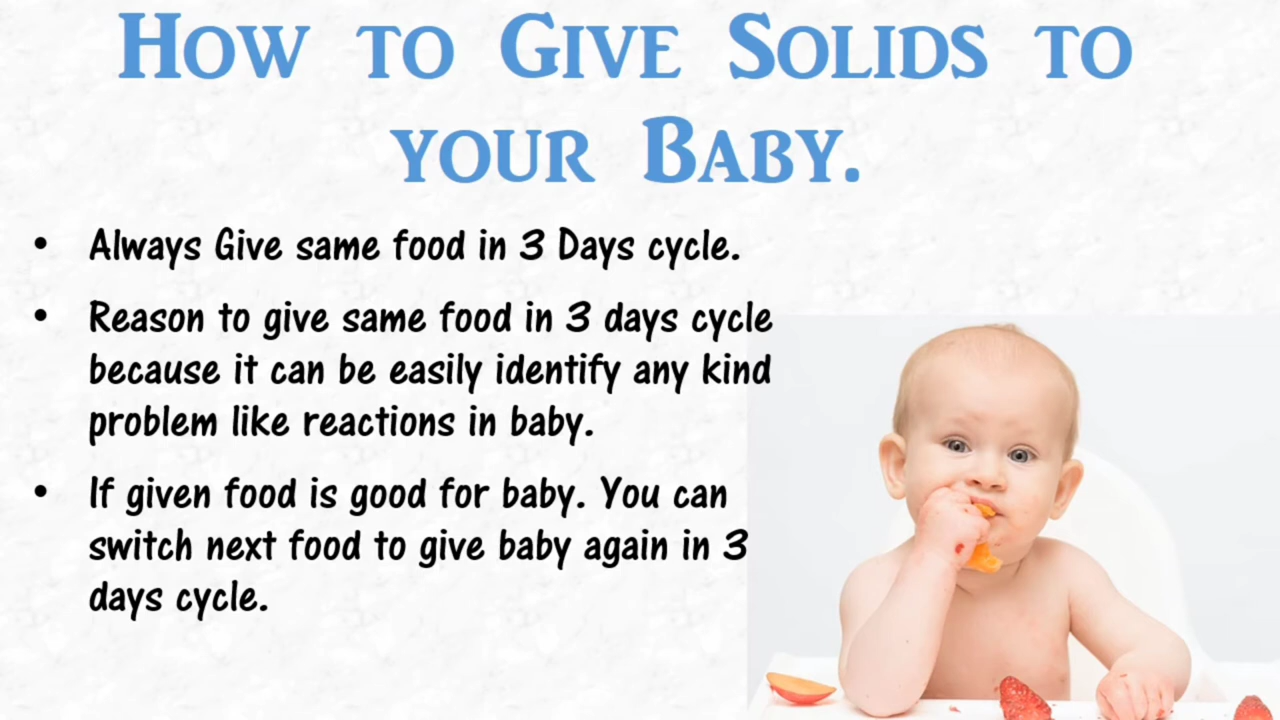 How to Give Solids to
your Baby.
• Always Give same food in 3 Days cycle.
• Reason to give same food in 3 days cycle
because it can be easily identify any kind
problem like reactions in baby.
• If given food is good for baby. You can
switch next food to give baby again in 3
days cycle.